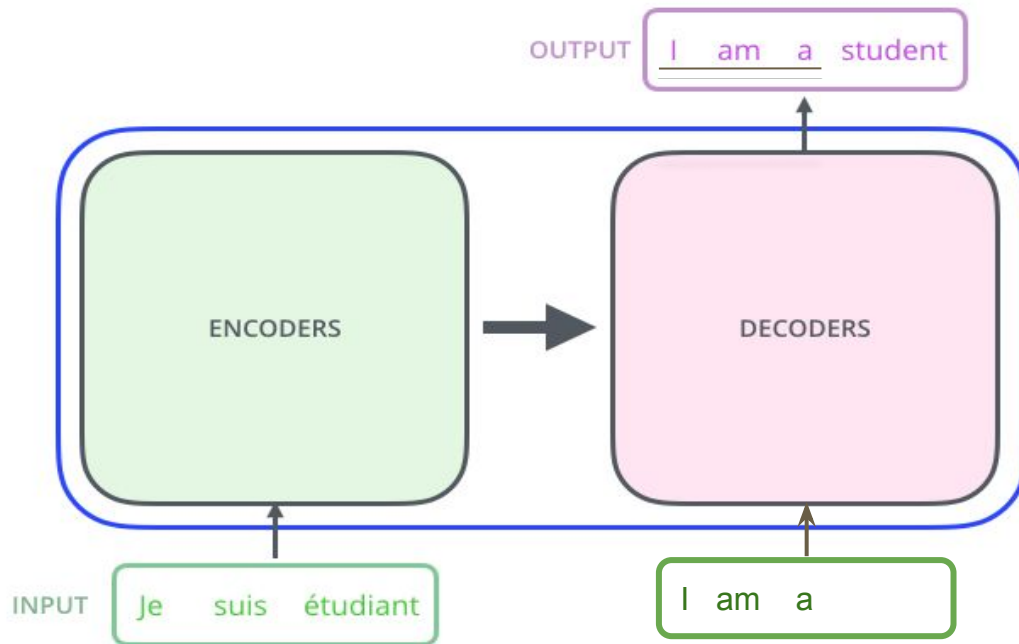 OUTPUT I am a student
ENCODERS
DECODERS
INPUT Je suis étudiant
I am a